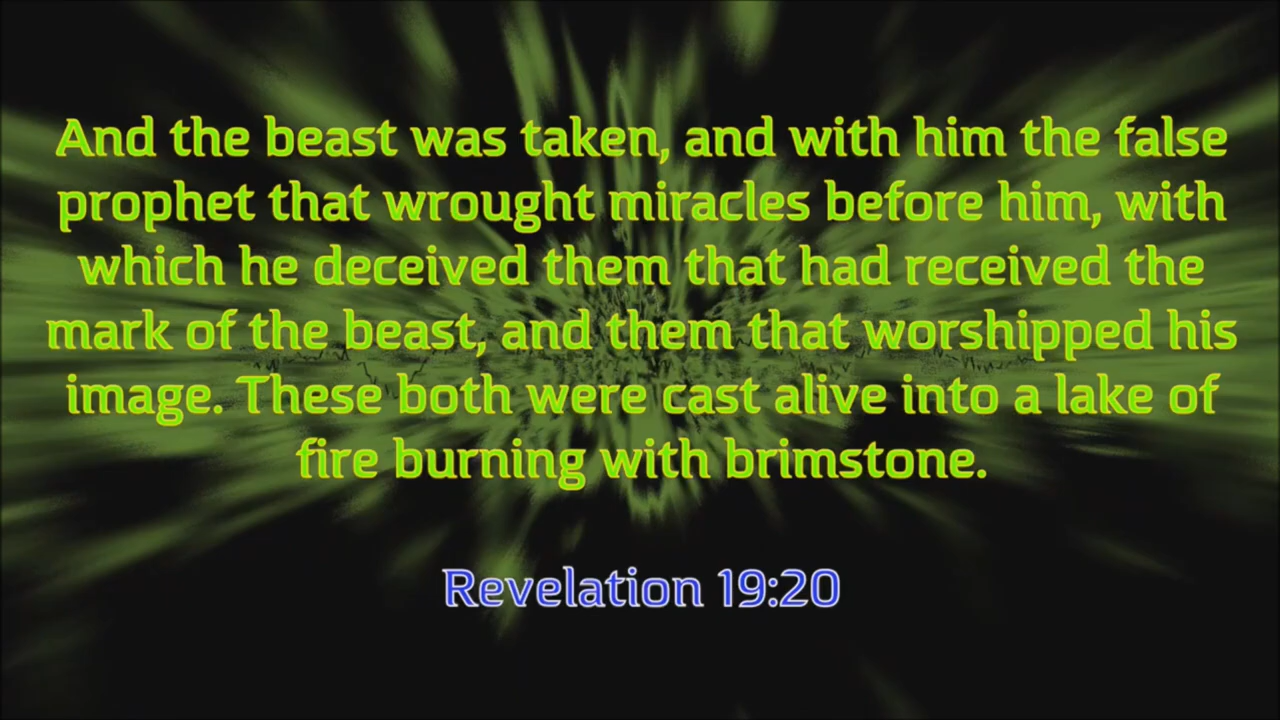 And the beast was taken, and with him the false
prophet that wrought miracles before him, with
which he deceived them that had received the
mark of the beast, and them that worshipped his
image. These both were cast alive into a lake of
fire burning with brimstone.
Revelation 19:20